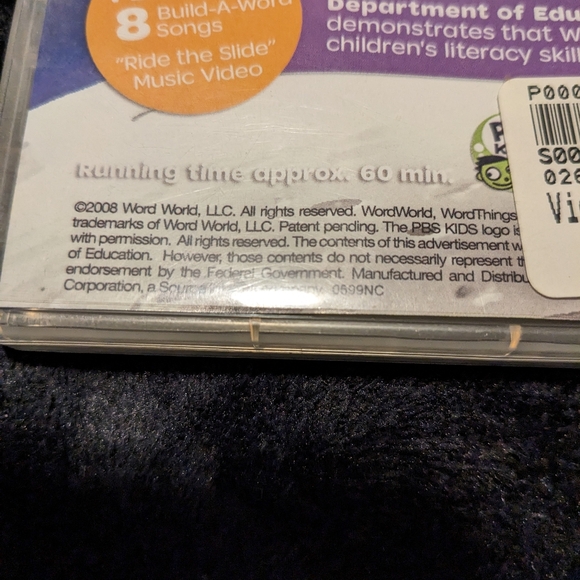 8 Build-A-Word
Songs
"Ride the Slide"
Music Video
Department of Edu
demonstrates that W
children's literacy skil
P000
S00
026
Vi
Running time approx. 60 min.
©2008 Word World, LLC. All rights reserved. WordWorld, WordThings
trademarks of Word World, LLC. Patent pending. The PBS KIDS logo is
with permission. All rights reserved. The contents of this advertisement w
of Education. However, those contents do not necessarily represent th
endorsement by the Federal Government. Manufactured and Distribu
Corporation, a 0699NC